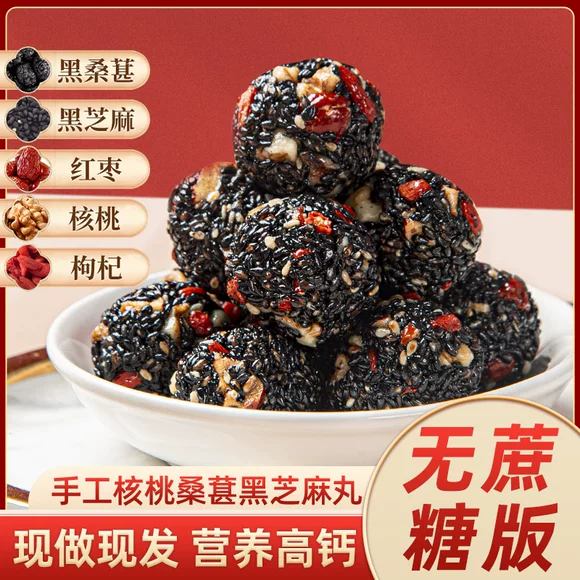 黑桑葚
黑芝麻
红枣
核桃
枸杞
手工核桃桑葚黑芝麻丸
现做现发 营养高钙
无蔗
糖版